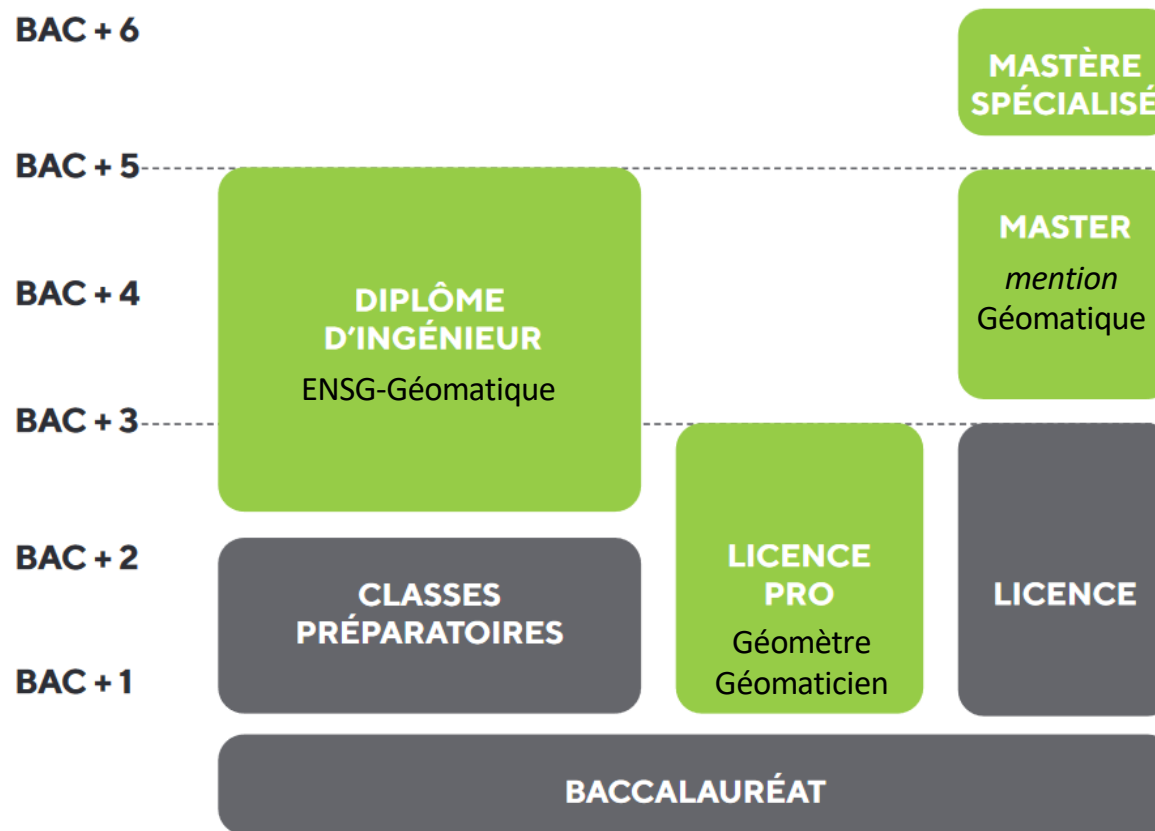 BAC + 6
MASTÈRE
SPÉCIALISÉ
BAC + 5
MASTER
mention
Géomatique
BAC + 4
DIPLÔME
D'INGÉNIEUR
ENSG-Géomatique
BAC + 3
BAC + 2
CLASSES
PRÉPARATOIRES
LICENCE
PRO
Géomètre
Géomaticien
LICENCE
BAC + 1
BACCALAURÉAT